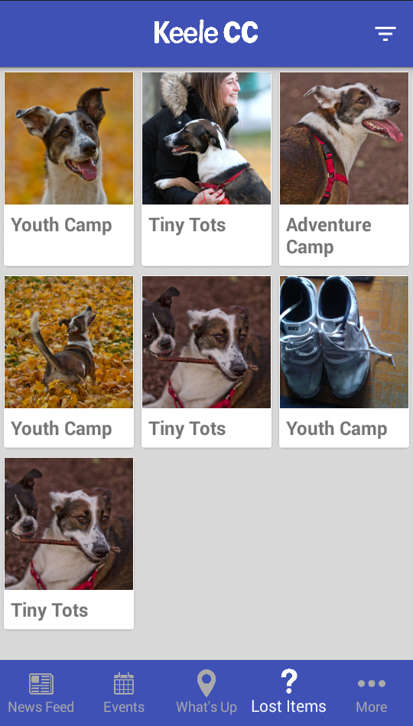 Keele CC
Youth Camp
Tiny Tots
Adventure
Camp
Youth Camp
Tiny Tots
Youth Camp
Tiny Tots
News Feed
Events
What's Up
?
Lost Items
More